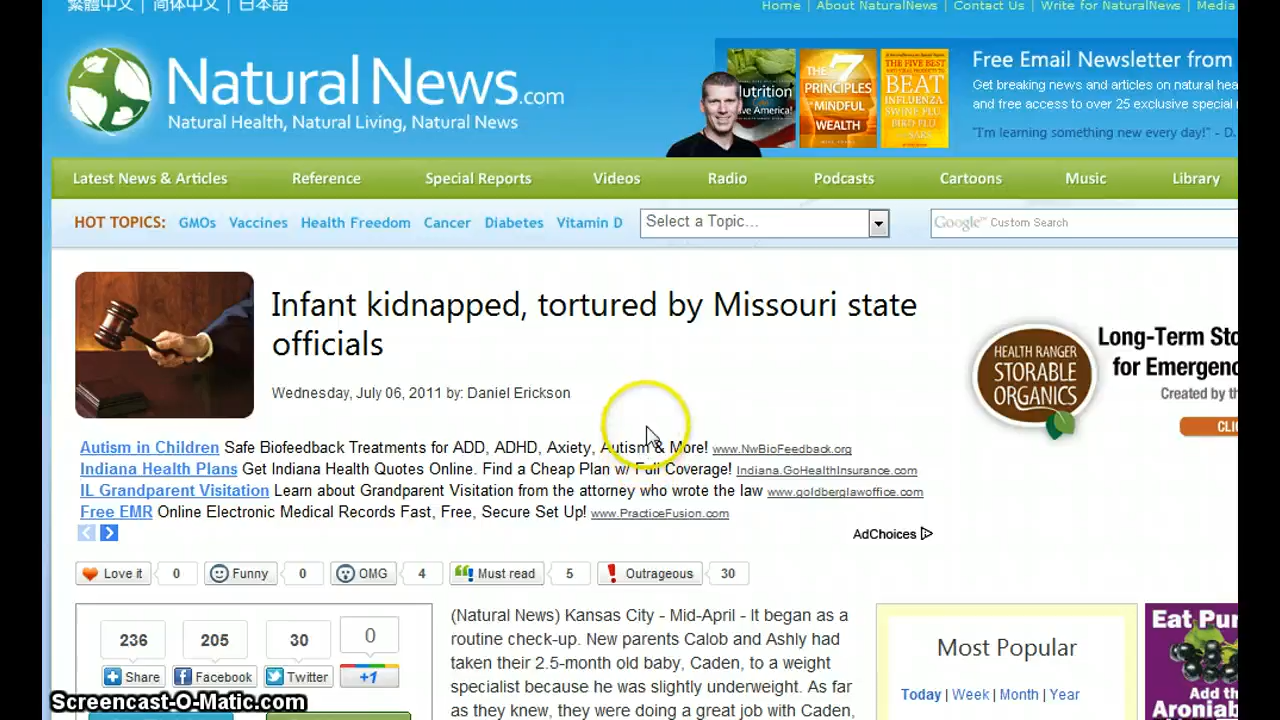 繁體中文 | 简体中文 | 日本語
Home | About NaturalNews | Contact Us | Write for NaturalNews | Media
NaturalNews.com
Natural Health, Natural Living, Natural News
Nutrition
THE 7 PRINCIPLES OF MINDFUL WEALTH
THE FIVE BEST
BEAT INFLUENZA SWINE FLU BIRD FLU
Free Email Newsletter from
Get breaking news and articles on natural
and free access to over 25 exclusive special
"I'm learning something new every day!" - D.
Latest News & Articles Reference Special Reports Videos Radio Podcasts Cartoons Music Library
HOT TOPICS: GMOs Vaccines Health Freedom Cancer Diabetes Vitamin D Select a Topic... Google™ Custom Search
Infant kidnapped, tortured by Missouri state
officials
Wednesday, July 06, 2011 by: Daniel Erickson
HEALTH RANGER
STORABLE
ORGANICS
Long-Term Sto
for Emergenc
Created by th
CLI
Autism in Children Safe Biofeedback Treatments for ADD, ADHD, Axiety, Autism & More! www.NwBioFeedback.org
Indiana Health Plans Get Indiana Health Quotes Online. Find a Cheap Plan w/ Full Coverage! Indiana.GoHealthInsurance.com
IL Grandparent Visitation Learn about Grandparent Visitation from the attorney who wrote the law www.goldberglawoffice.com
Free EMR Online Electronic Medical Records Fast, Free, Secure Set Up! www.PracticeFusion.com
AdChoices
Love it 0 Funny 0 OMG 4 Must read 5 Outrageous 30
236 205 30 0
Share Facebook Twitter +1
(Natural News) Kansas City - Mid-April - It began as a
routine check-up. New parents Calob and Ashly had
taken their 2.5-month old baby, Caden, to a weight
specialist because he was slightly underweight. As far
as they knew, they were doing a great job with Caden,
Most Popular
Today | Week | Month | Year
Eat Pur
Add th
Aronia
Screencast-O-Matic.com